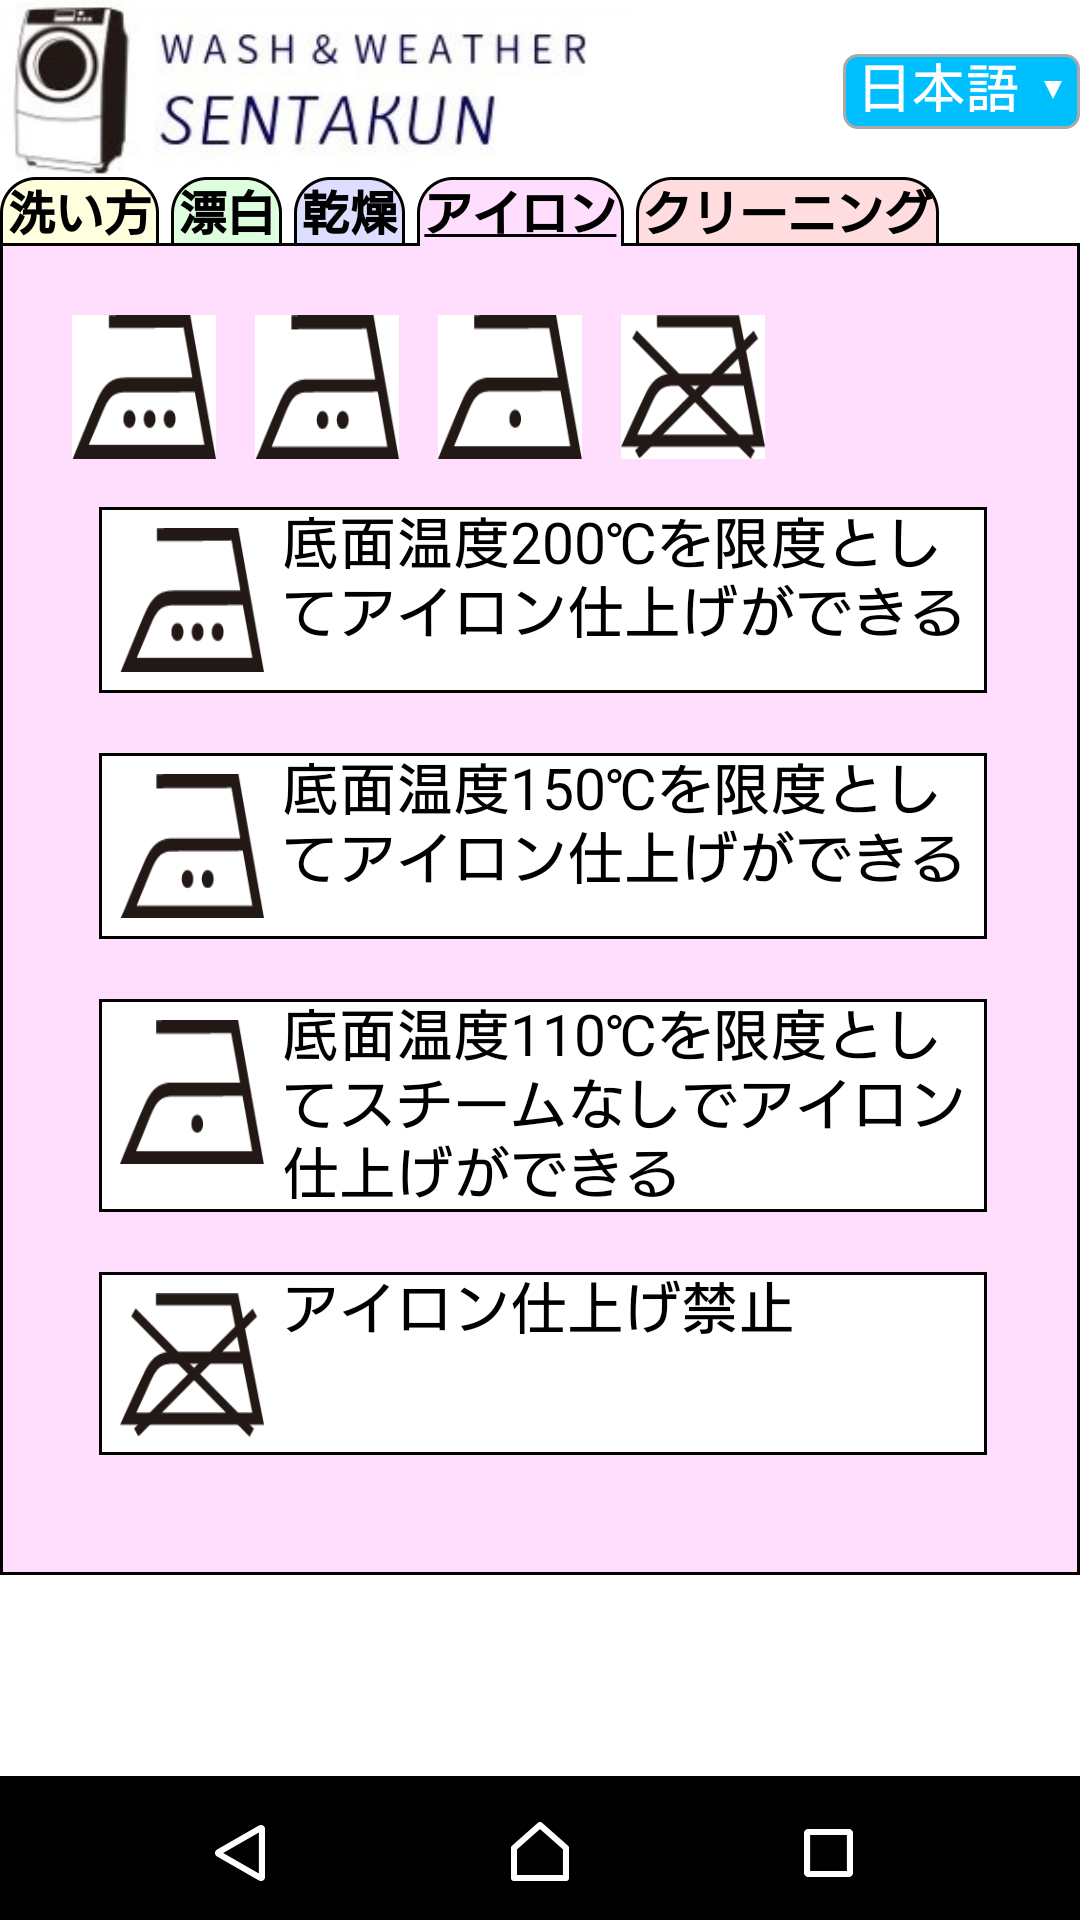 WASH & WEATHER
SENTAKUN
日本語 ▼
洗い方 漂白 乾燥 アイロン クリーニング
底面温度200℃を限度とし
てアイロン仕上げができる
底面温度150℃を限度とし
てアイロン仕上げができる
底面温度110℃を限度とし
てスチームなしでアイロン
仕上げができる
アイロン仕上げ禁止